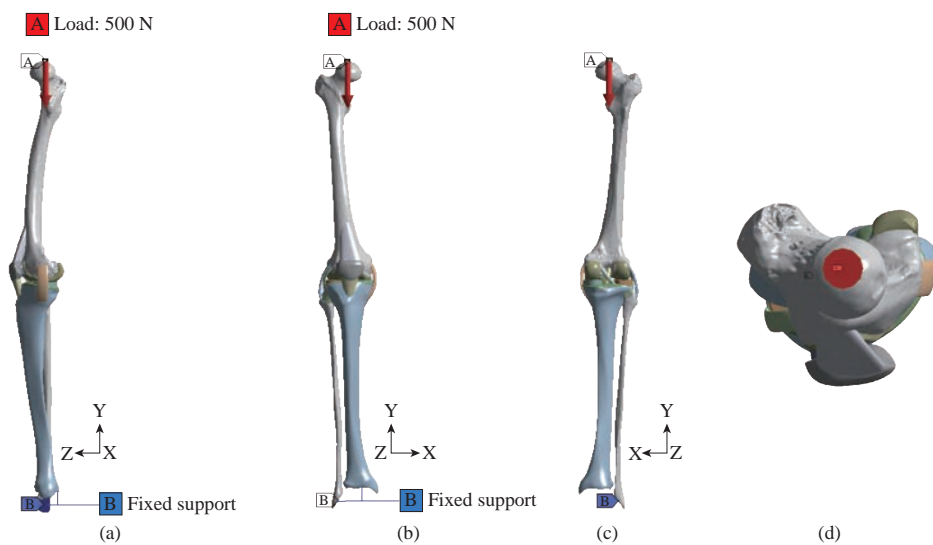 A Load: 500 N
A Load: 500 N
A
A
A
Y
Z X
Y
Z X
Y
X Z
B
B Fixed support
B
B Fixed support
B
(a)
(b)
(c)
(d)